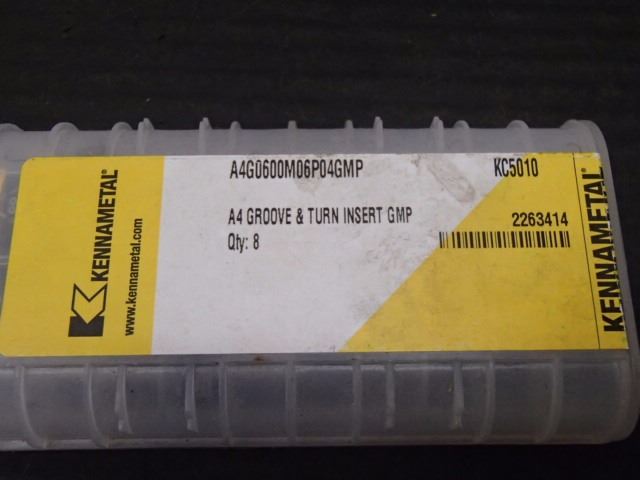 KENNAMETAL®
www.kennametal.com
A4G0600M06P04GMP KC5010
A4 GROOVE & TURN INSERT GMP 2263414
Qty: 8
KENNAMETAL®